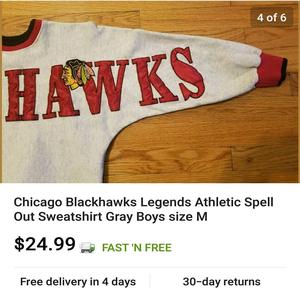 4 of 6
HAWKS
Chicago Blackhawks Legends Athletic Spell
Out Sweatshirt Gray Boys size M
$24.99
FAST 'N FREE
Free delivery in 4 days
30-day returns